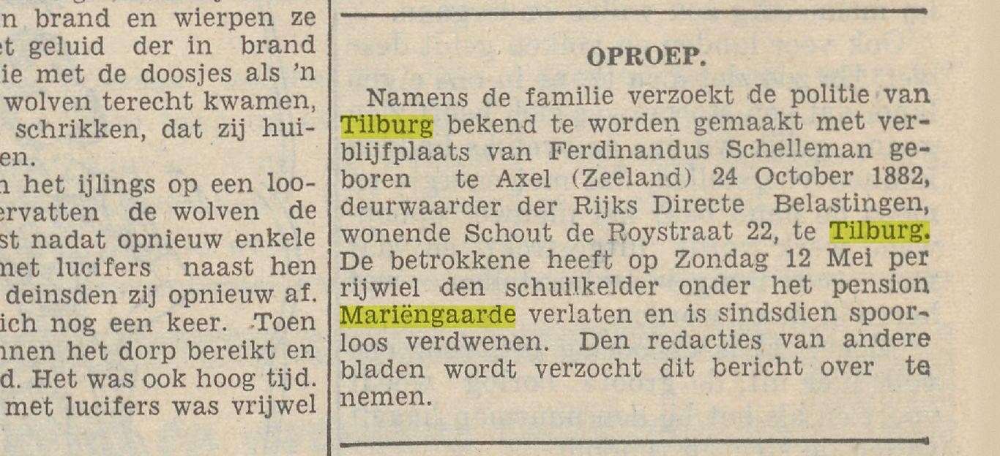 n brand en wierpen ze
et geluid der in brand
ie met de doosjes als 'n
wolven terecht kwamen,
schrikken, dat zij hui-
en.
n het ijlings op een loo-
ervatten de wolven de
st nadat opnieuw enkele
met lucifers naast hen
deinsden zij opnieuw af.
ich nog een keer. Toen
nnen het dorp bereikt en
d. Het was ook hoog tijd.
met lucifers was vrijwel
OPROEP.
Namens de familie verzoekt de politie van
Tilburg bekend te worden gemaakt met ver-
blijfplaats van Ferdinandus Schelleman ge-
boren te Axel (Zeeland) 24 October 1882,
deurwaarder der Rijks Directe Belastingen,
wonende Schout de Roystraat 22, te Tilburg.
De betrokkene heeft op Zondag 12 Mei per
rijwiel den schuilkelder onder het pension
Mariëngaarde verlaten en is sindsdien spoor-
loos verdwenen. Den redacties van andere
bladen wordt verzocht dit bericht over te
nemen.